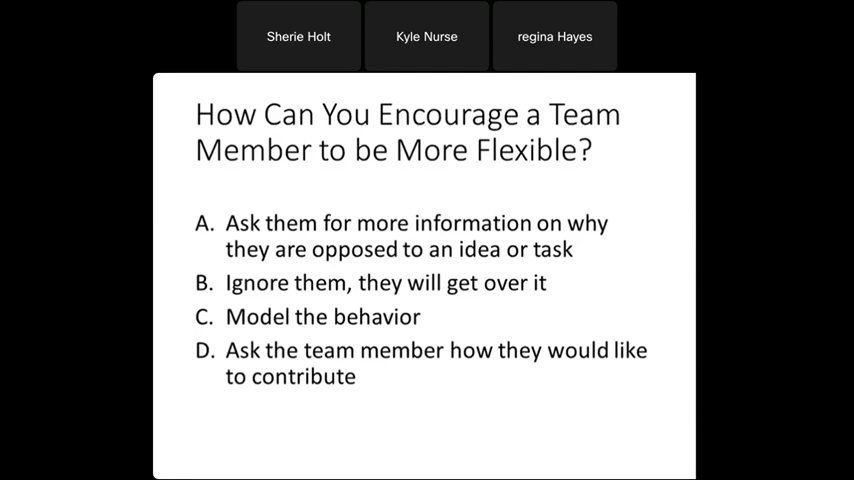 Sherie Holt
Kyle Nurse
regina Hayes
How Can You Encourage a Team
Member to be More Flexible?
A. Ask them for more information on why
they are opposed to an idea or task
B. Ignore them, they will get over it
C. Model the behavior
D. Ask the team member how they would like
to contribute